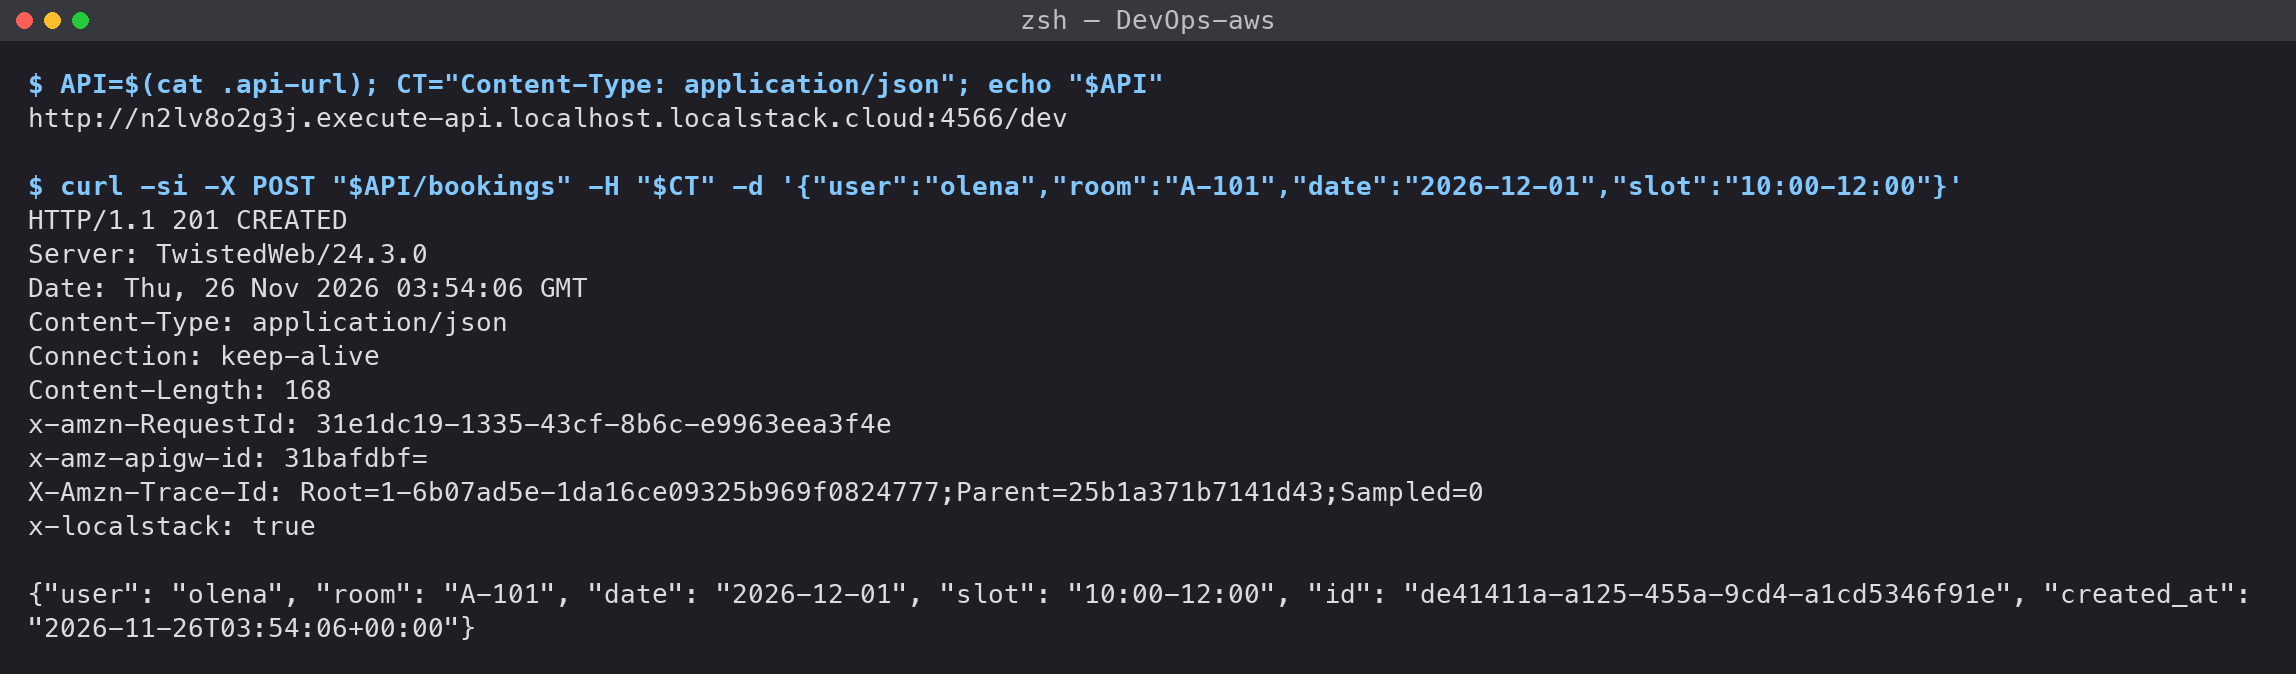 zsh — DevOps-aws
$ API=$(cat .api-url); CT="Content-Type: application/json"; echo "$API"
http://n2lv8o2g3j.execute-api.localhost.localstack.cloud:4566/dev
$ curl -si -X POST "$API/bookings" -H "$CT" -d '{"user":"olena","room":"A-101","date":"2026-12-01","slot":"10:00-12:00"}'
HTTP/1.1 201 CREATED
Server: TwistedWeb/24.3.0
Date: Thu, 26 Nov 2026 03:54:06 GMT
Content-Type: application/json
Connection: keep-alive
Content-Length: 168
x-amzn-RequestId: 31e1dc19-1335-43cf-8b6c-e9963eea3f4e
x-amz-apigw-id: 31bafdbf=
X-Amzn-Trace-Id: Root=1-6b07ad5e-1da16ce09325b969f0824777;Parent=25b1a371b7141d43;Sampled=0
x-localstack: true
{"user": "olena", "room": "A-101", "date": "2026-12-01", "slot": "10:00-12:00", "id": "de41411a-a125-455a-9cd4-a1cd5346f91e", "created_at":
"2026-11-26T03:54:06+00:00"}